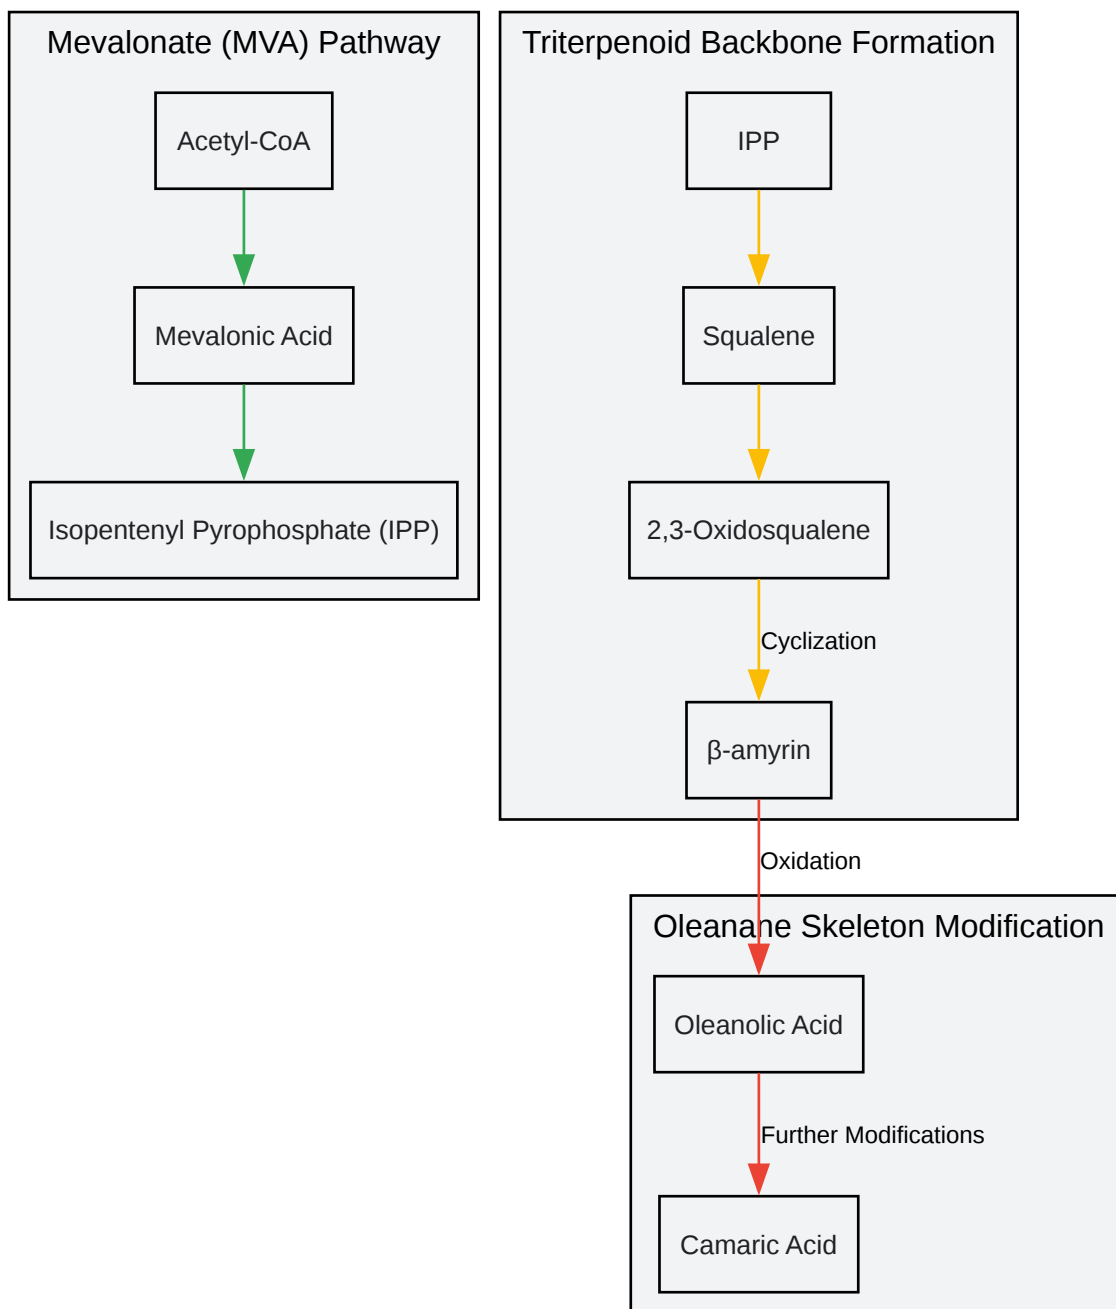 Mevalonate (MVA) Pathway
Acetyl-CoA
Mevalonic Acid
Isopentenyl Pyrophosphate (IPP)
Triterpenoid Backbone Formation
IPP
Squalene
2,3-Oxidosqualene
Cyclization
β-amyrin
Oxidation
Oleanane Skeleton Modification
Oleanolic Acid
Further Modifications
Camaric Acid